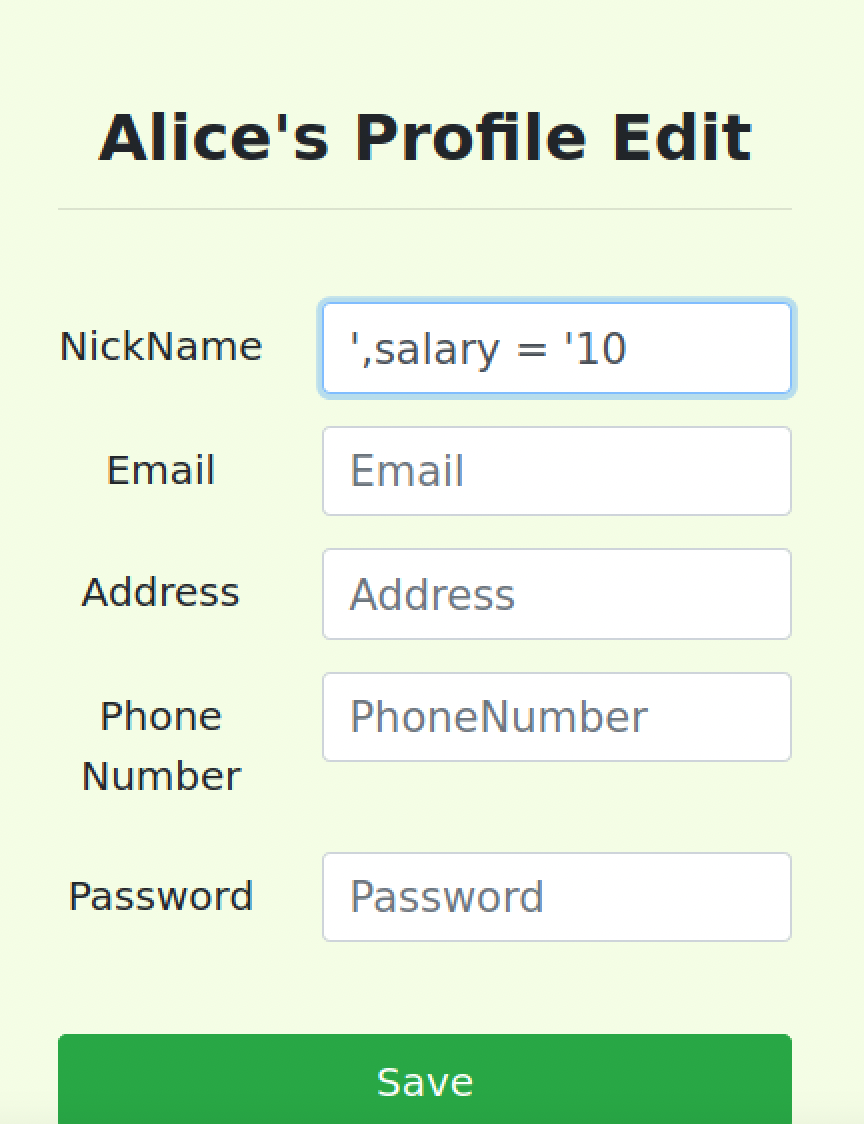 Alice's Profile Edit
NickName
',salary = '10
Email
Email
Address
Address
Phone
Number
PhoneNumber
Password
Password
Save